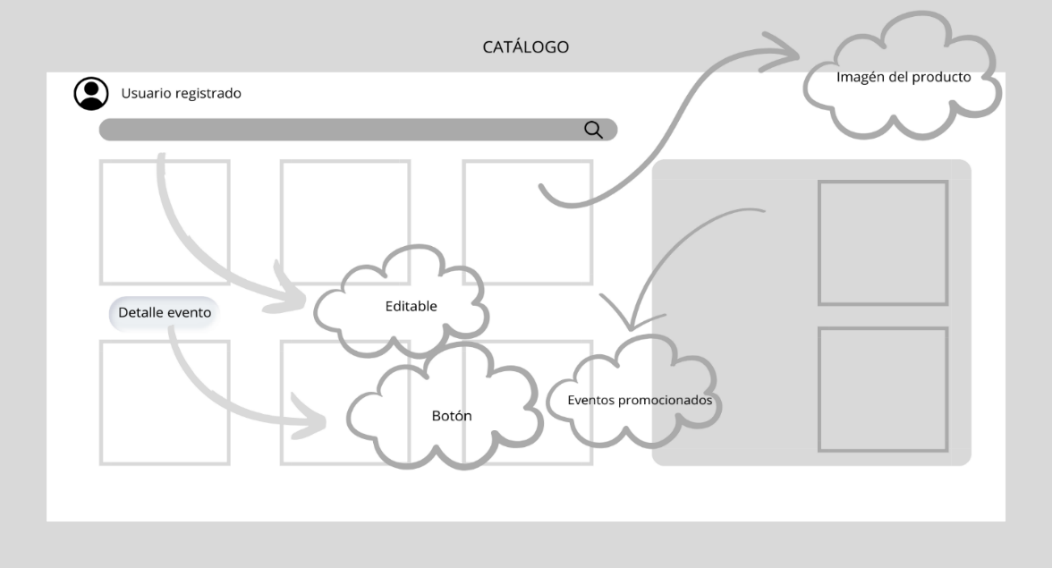 CATÁLOGO
Imagén del producto
Usuario registrado
Editable
Detalle evento
Eventos promocionados
Botón